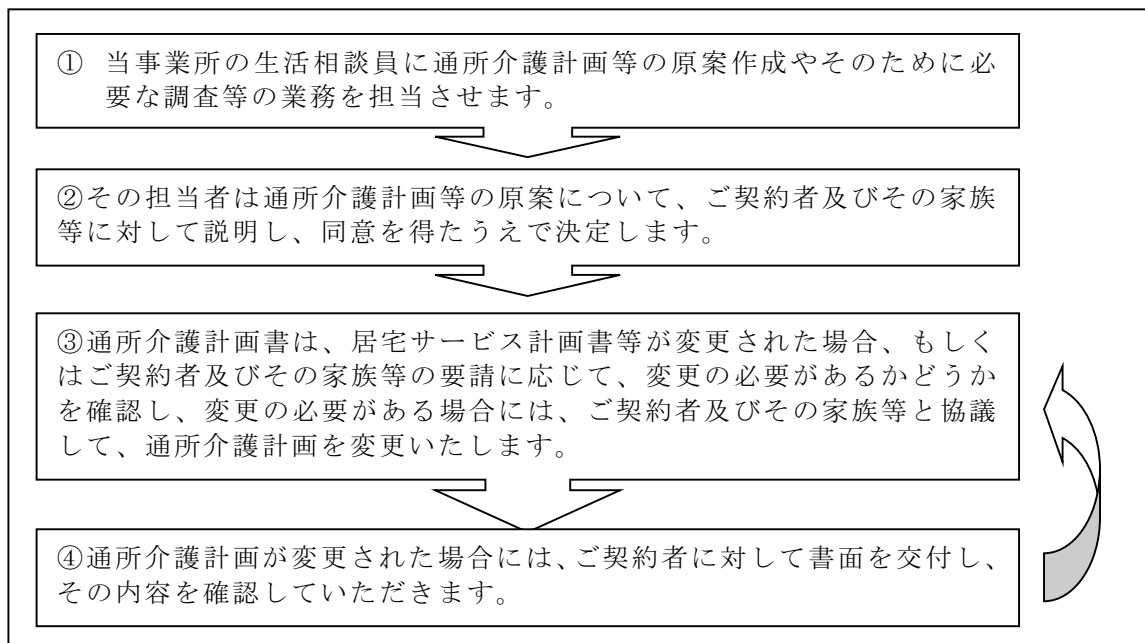 ① 当事業所の生活相談員に通所介護計画等の原案作成やそのために必
要な調査等の業務を担当させます。
②その担当者は通所介護計画等の原案について、ご契約者及びその家族
等に対して説明し、同意を得たうえで決定します。
③通所介護計画書は、居宅サービス計画書等が変更された場合、もしく
はご契約者及びその家族等の要請に応じて、変更の必要があるかどうか
を確認し、変更の必要がある場合には、ご契約者及びその家族等と協議
して、通所介護計画を変更いたします。
④通所介護計画が変更された場合には、ご契約者に対して書面を交付し、
その内容を確認していただきます。